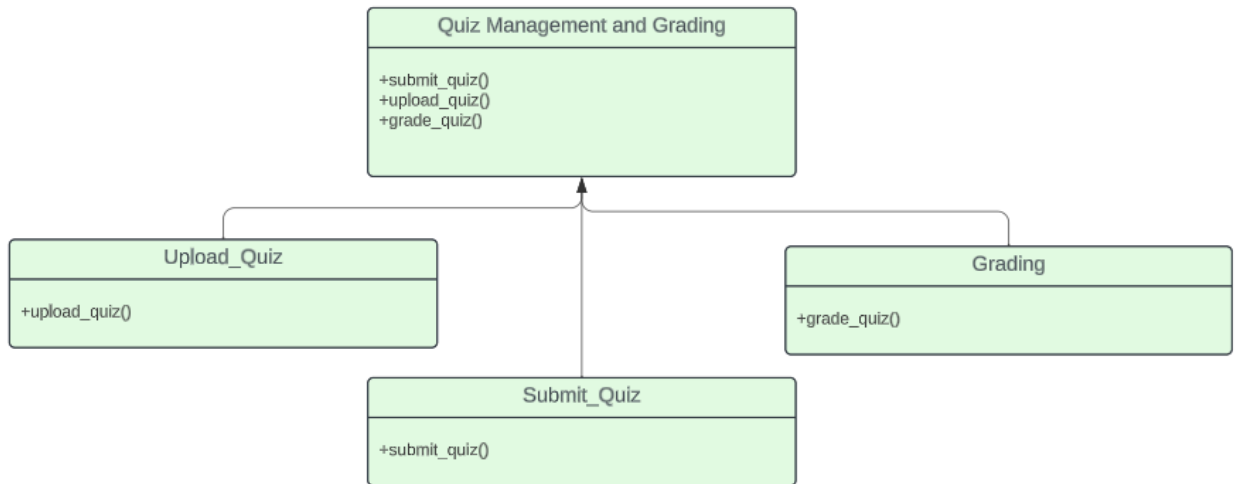 Quiz Management and Grading
+submit_quiz()
+upload_quiz()
+grade_quiz()
Upload_Quiz
+upload_quiz()
Grading
+grade_quiz()
Submit_Quiz
+submit_quiz()